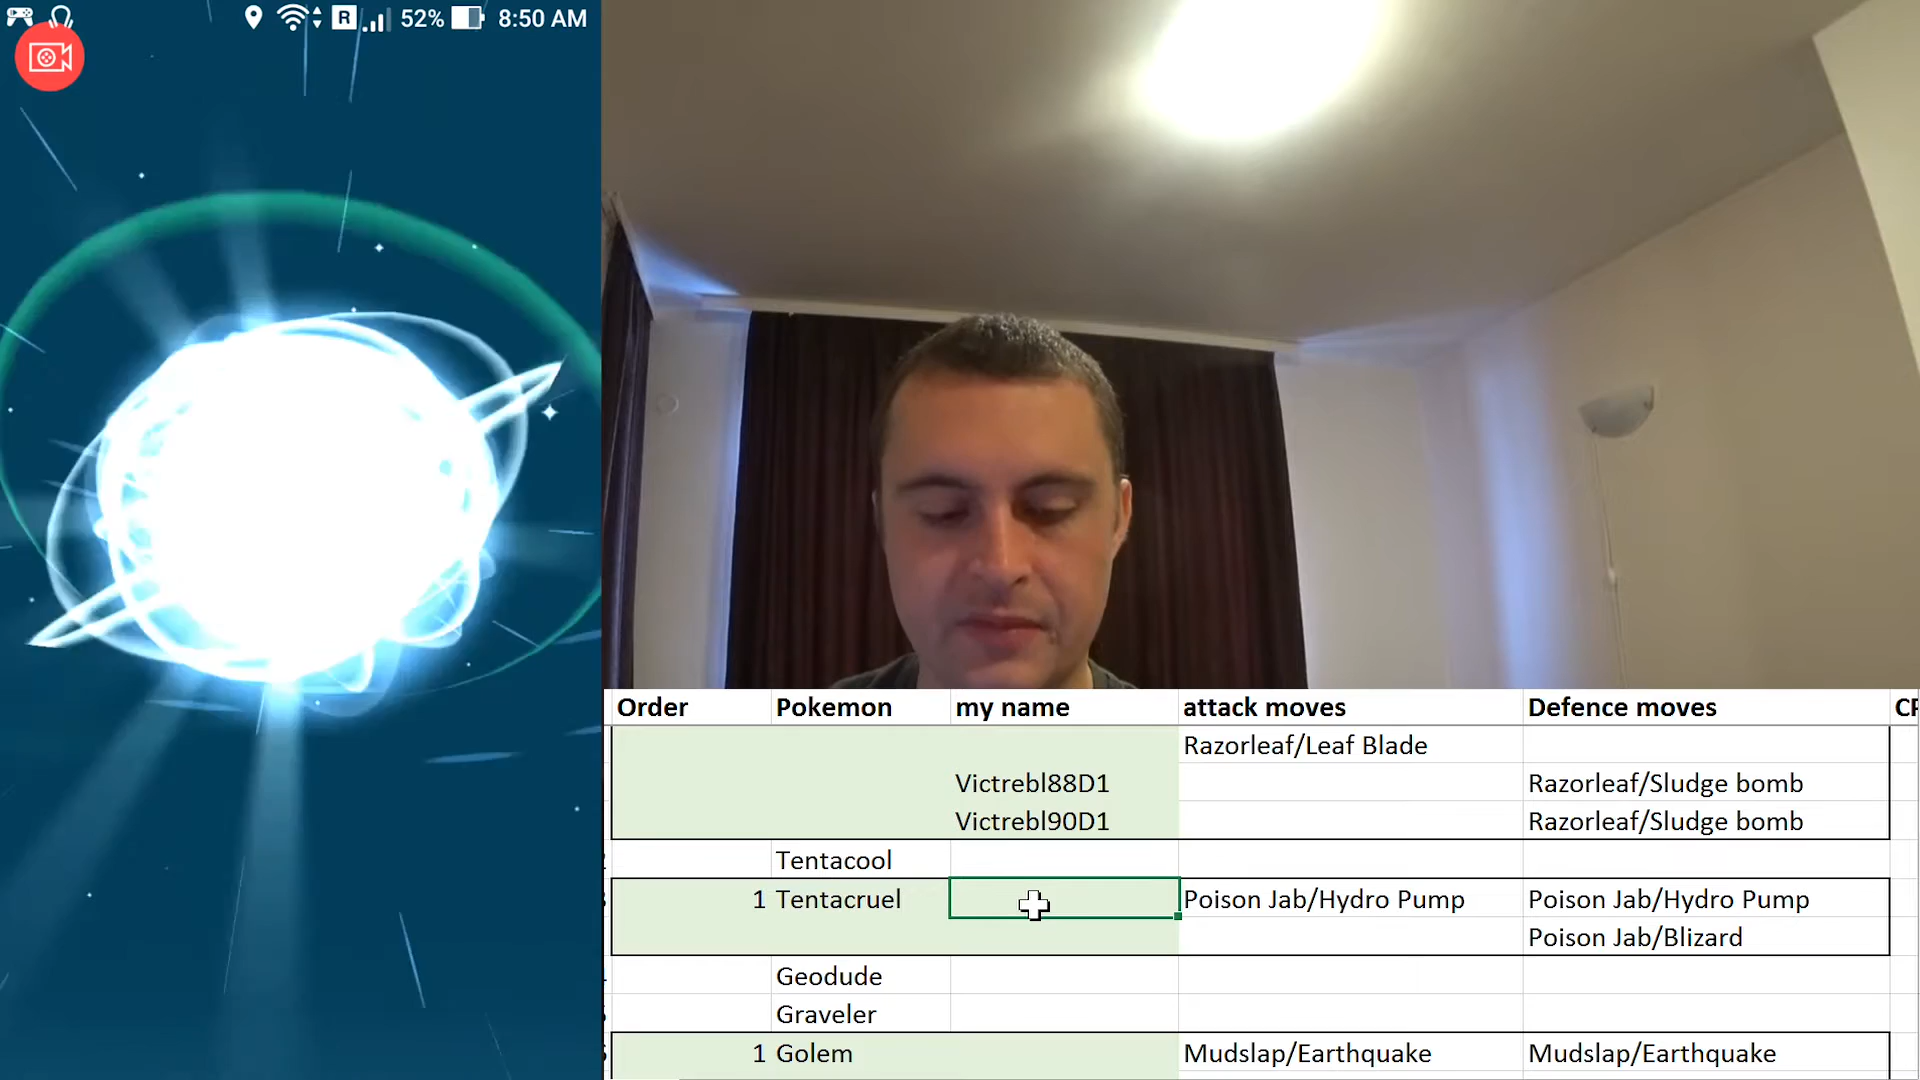 R 52% 8:50 AM
Order Pokemon my name attack moves Defence moves
Razorleaf/Leaf Blade
Victrebl88D1 Razorleaf/Sludge bomb
Victrebl90D1 Razorleaf/Sludge bomb
Tentacool
1 Tentacruel Poison Jab/Hydro Pump Poison Jab/Hydro Pump
Poison Jab/Blizard
Geodude
Graveler
1 Golem Mudslap/Earthquake Mudslap/Earthquake